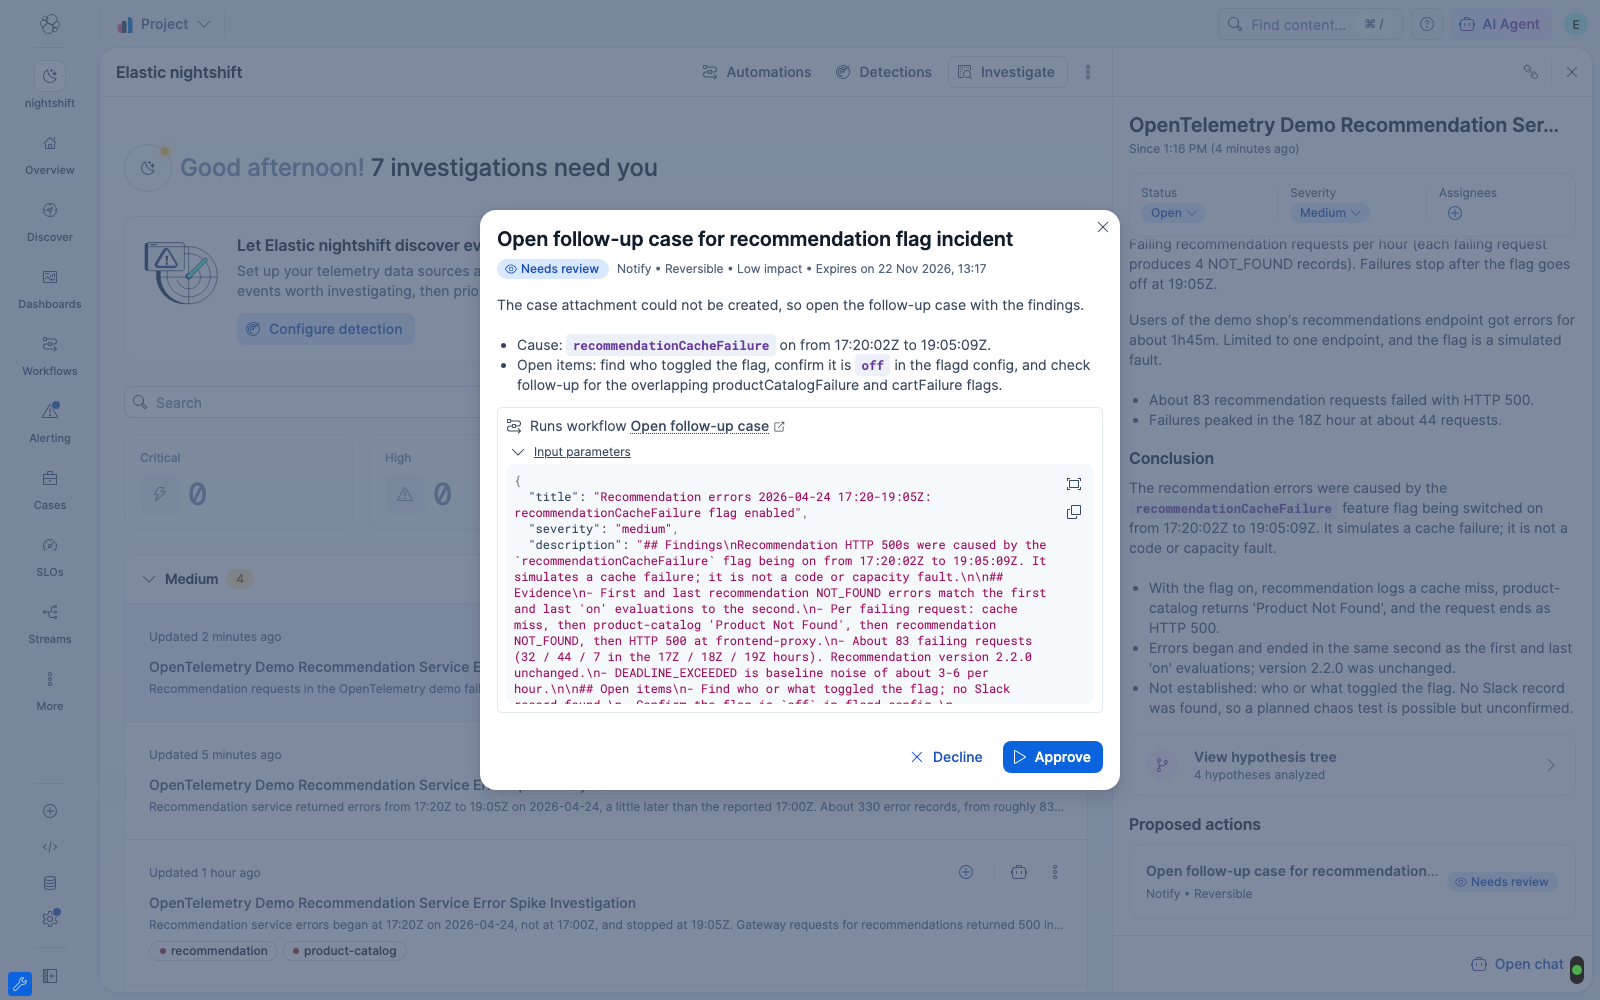 Project
Find content...
⌘ /
AI Agent
E
nightshift
Overview
Discover
Dashboards
Workflows
Alerting
Cases
SLOs
Streams
More
Elastic nightshift
Automations
Detections
Investigate
Good afternoon! 7 investigations need you
Let Elastic nightshift discover ev
Set up your telemetry data sources a
events worth investigating, then prio
Configure detection
Search
Critical
0
High
0
Medium 4
Updated 2 minutes ago
OpenTelemetry Demo Recommendation Service E
Recommendation requests in the OpenTelemetry demo fail
Updated 5 minutes ago
OpenTelemetry Demo Recommendation Service Er
Recommendation service returned errors from 17:20Z to 19:05Z on 2026-04-24, a little later than the reported 17:00Z. About 330 error records, from roughly 83...
Updated 1 hour ago
OpenTelemetry Demo Recommendation Service Error Spike Investigation
Recommendation service errors began at 17:20Z on 2026-04-24, not at 17:00Z, and stopped at 19:05Z. Gateway requests for recommendations returned 500 in...
recommendation
product-catalog
Open follow-up case for recommendation flag incident
Needs review
Notify • Reversible • Low impact • Expires on 22 Nov 2026, 13:17
The case attachment could not be created, so open the follow-up case with the findings.
• Cause: recommendationCacheFailure on from 17:20:02Z to 19:05:09Z.
• Open items: find who toggled the flag, confirm it is off in the flagd config, and check
follow-up for the overlapping productCatalogFailure and cartFailure flags.
Runs workflow Open follow-up case
Input parameters
{
"title": "Recommendation errors 2026-04-24 17:20-19:05Z:
recommendationCacheFailure flag enabled",
"severity": "medium",
"description": "## Findings\nRecommendation HTTP 500s were caused by the
`recommendationCacheFailure` flag being on from 17:20:02Z to 19:05:09Z. It
simulates a cache failure; it is not a code or capacity fault.\n\n##
Evidence\n- First and last recommendation NOT_FOUND errors match the first
and last 'on' evaluations to the second.\n- Per failing request: cache
miss, then product-catalog 'Product Not Found', then recommendation
NOT_FOUND, then HTTP 500 at frontend-proxy.\n- About 83 failing requests
(32 / 44 / 7 in the 17Z / 18Z / 19Z hours). Recommendation version 2.2.0
unchanged.\n- DEADLINE_EXCEEDED is baseline noise of about 3-6 per
hour.\n\n## Open items\n- Find who or what toggled the flag; no Slack
record found.\n- Confirm the flag is `off` in flagd config.\n-
Decline
Approve
OpenTelemetry Demo Recommendation Ser...
Since 1:16 PM (4 minutes ago)
Status
Open
Severity
Medium
Assignees
Failing recommendation requests per hour (each failing request
produces 4 NOT_FOUND records). Failures stop after the flag goes
off at 19:05Z.
Users of the demo shop's recommendations endpoint got errors for
about 1h45m. Limited to one endpoint, and the flag is a simulated
fault.
• About 83 recommendation requests failed with HTTP 500.
• Failures peaked in the 18Z hour at about 44 requests.
Conclusion
The recommendation errors were caused by the
recommendationCacheFailure feature flag being switched on
from 17:20:02Z to 19:05:09Z. It simulates a cache failure; it is not a
code or capacity fault.
• With the flag on, recommendation logs a cache miss, product-
catalog returns 'Product Not Found', and the request ends as
HTTP 500.
• Errors began and ended in the same second as the first and last
'on' evaluations; version 2.2.0 was unchanged.
• Not established: who or what toggled the flag. No Slack record
was found, so a planned chaos test is possible but unconfirmed.
View hypothesis tree
4 hypotheses analyzed
Proposed actions
Open follow-up case for recommendation...
Notify • Reversible
Needs review
Open chat